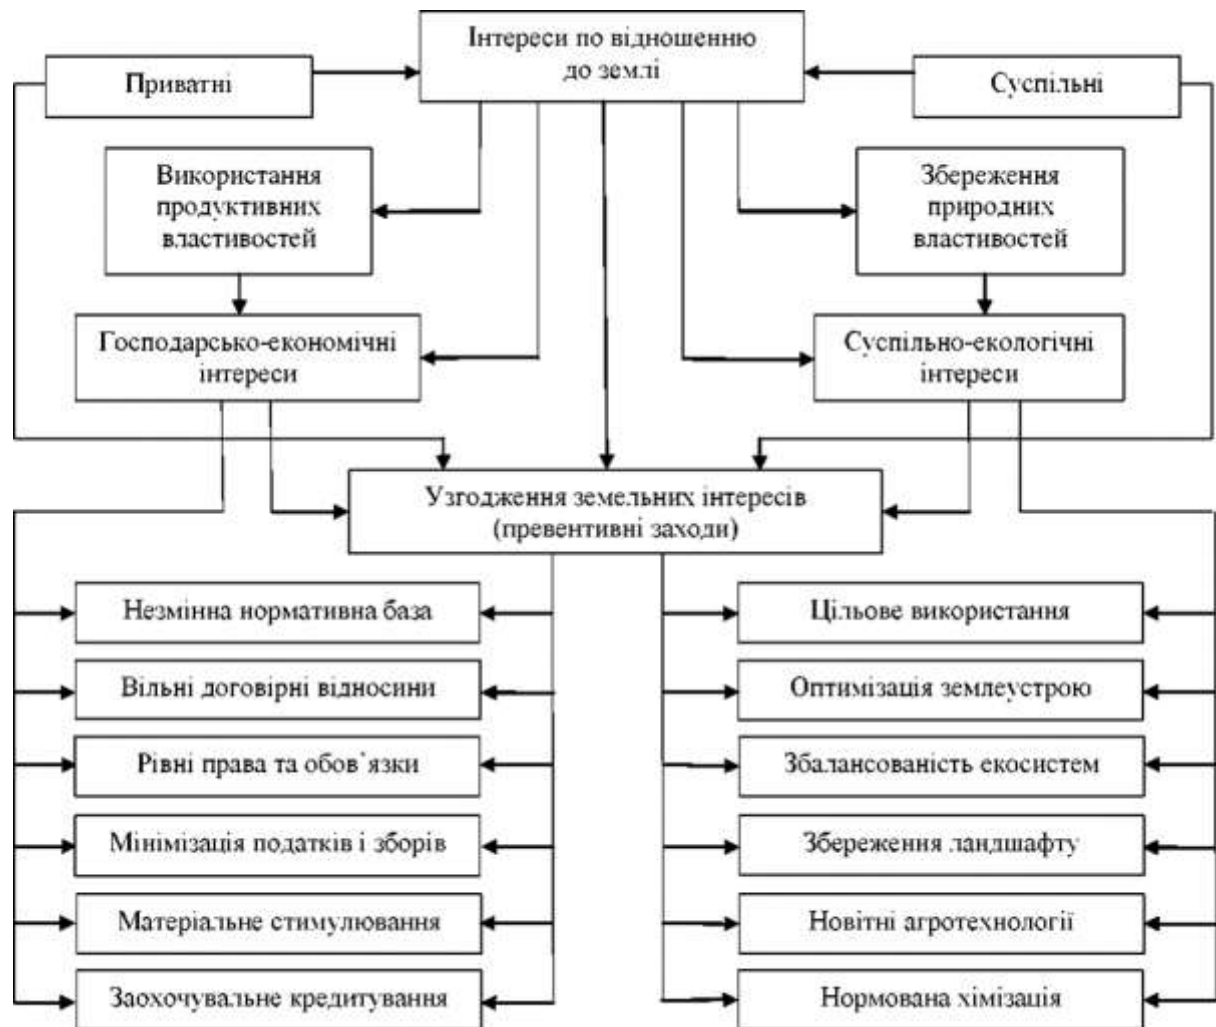 Інтереси по відношенню
до землі
Приватні
Суспільні
Використання
продуктивних
властивостей
Збереження
природних
властивостей
Господарсько-економічні
інтереси
Суспільно-екологічні
інтереси
Узгодження земельних інтересів
(превентивні заходи)
Незмінна нормативна база
Цільове використання
Вільні договірні відносини
Оптимізація землеустрою
Рівні права та обов’язки
Збалансованість екосистем
Мінімізація податків і зборів
Збереження ландшафту
Матеріальне стимулювання
Новітні агротехнології
Заохочувальне кредитування
Нормована хімізація